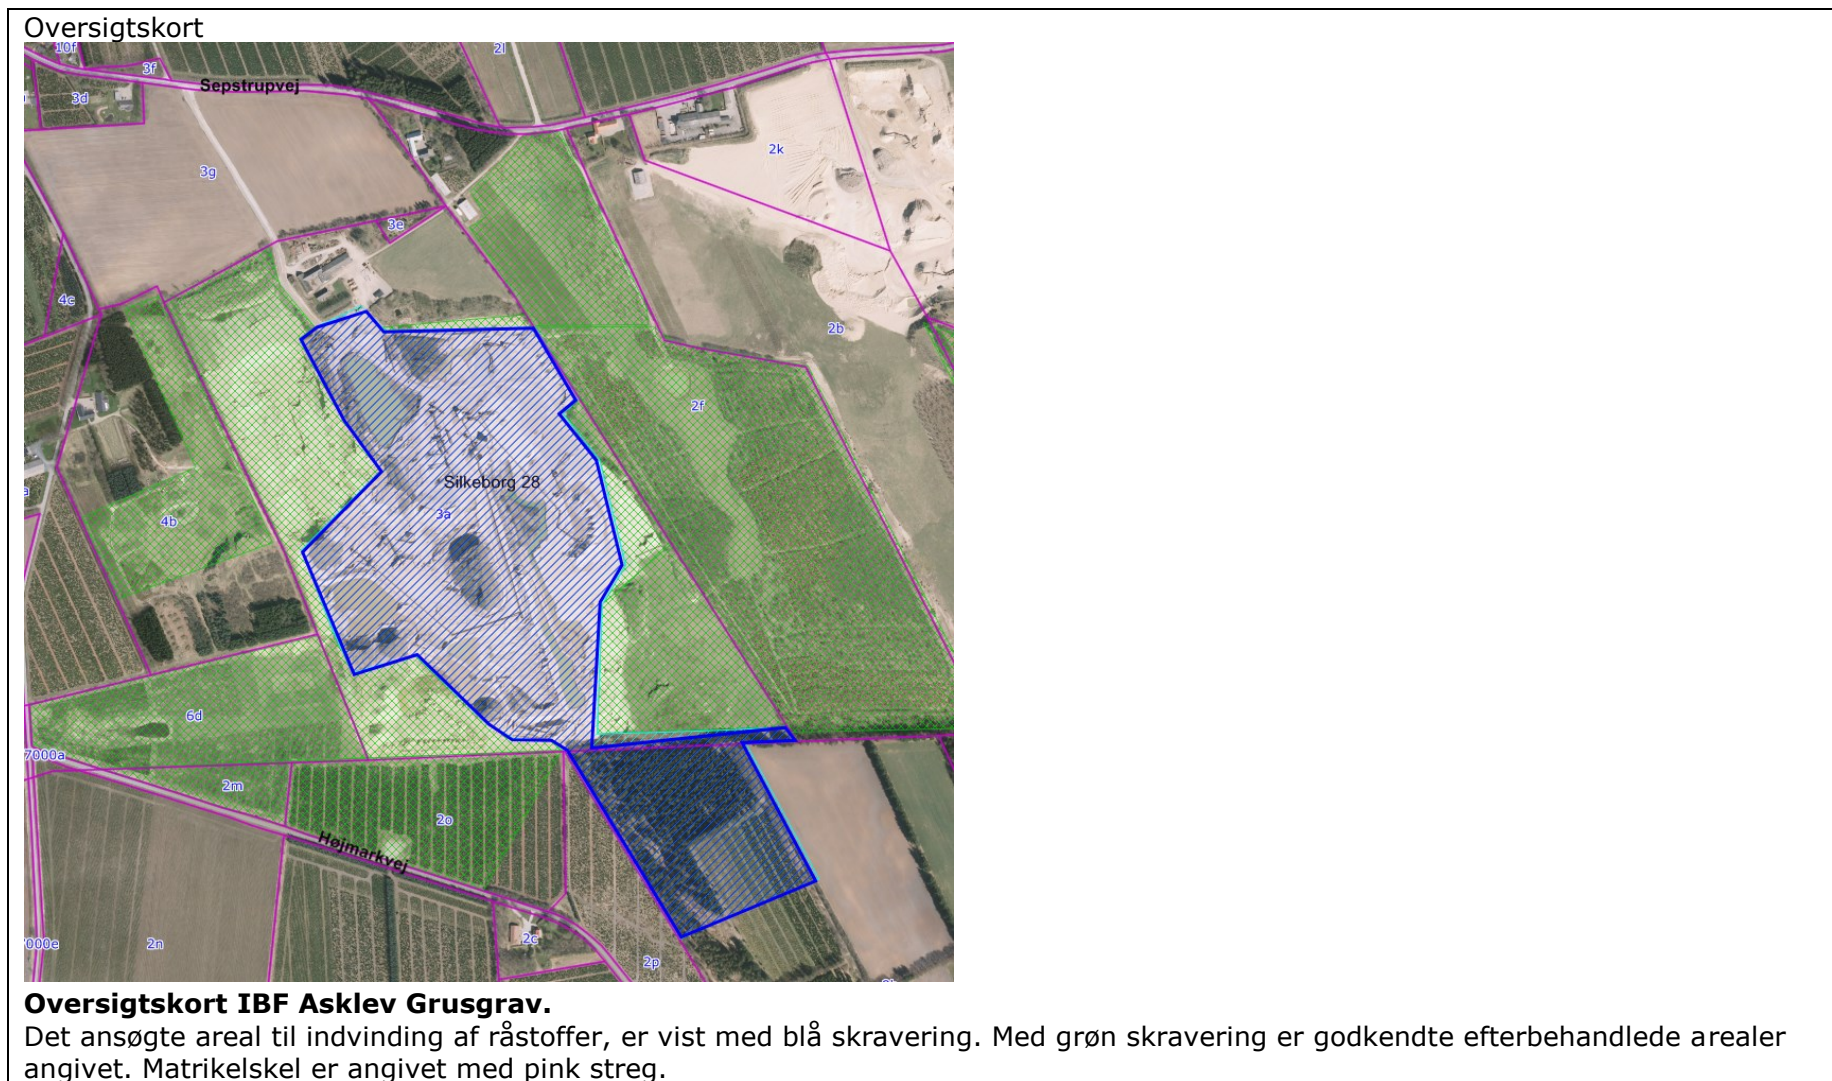 Oversigtskort
10f
2l
3f
Sepstrupvej
3d
2k
3g
3e
4c
2b
2f
Silkeborg 28
3a
4b
6d
7000a
2m
2o
Højmarkvej
2c
7000e
2n
2p
Oversigtskort IBF Asklev Grusgrav.
Det ansøgte areal til indvinding af råstoffer, er vist med blå skravering. Med grøn skravering er godkendte efterbehandlede arealer
angivet. Matrikelskel er angivet med pink streg.